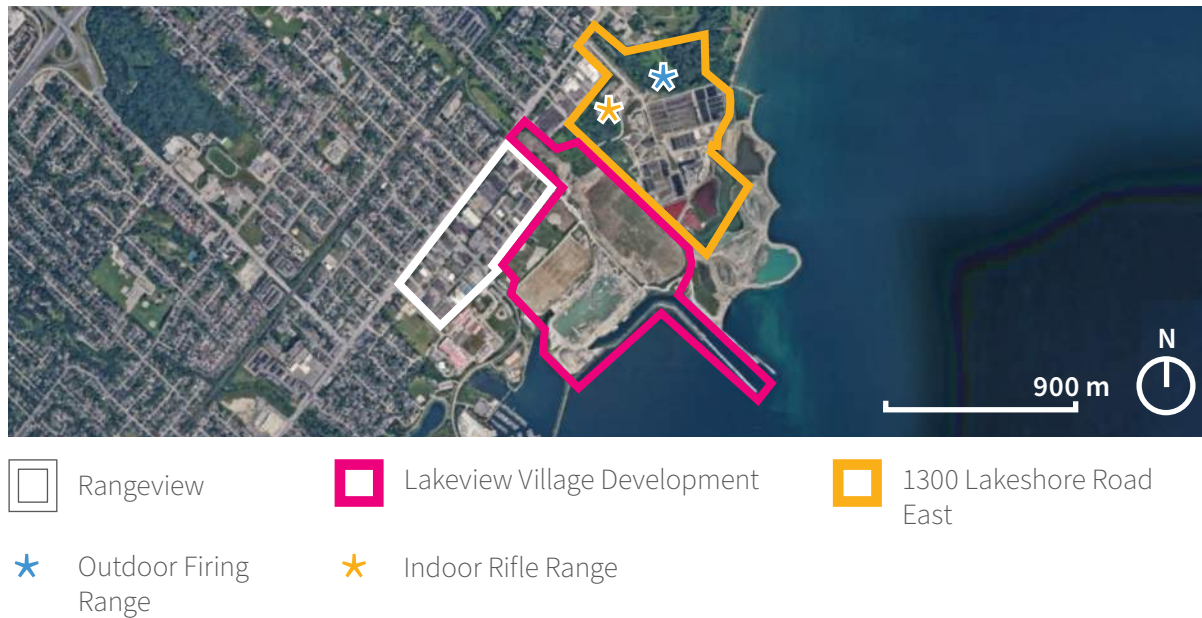 N
900 m
Rangeview
Lakeview Village Development
1300 Lakeshore Road
East
Outdoor Firing
Range
Indoor Rifle Range